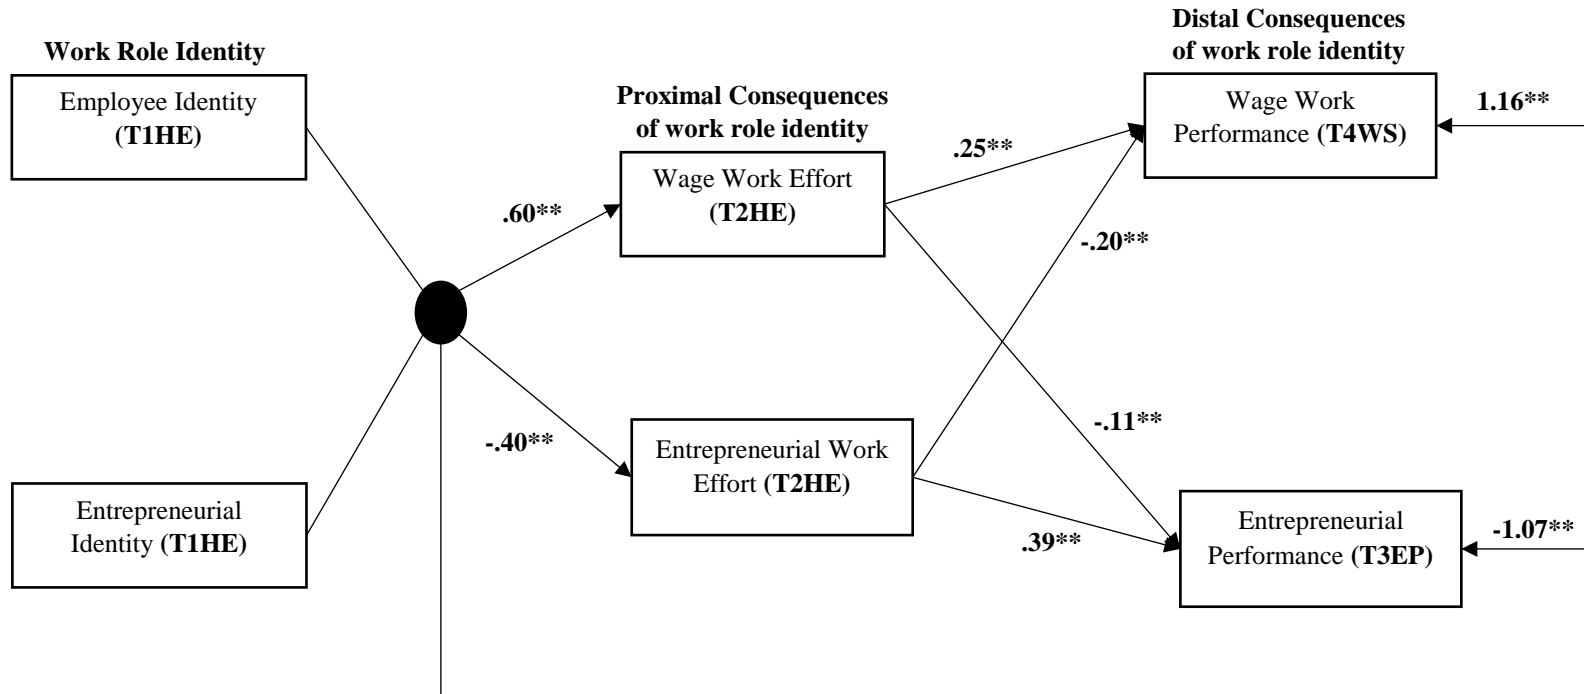 Work Role Identity
Employee Identity
(T1HE)
Entrepreneurial
Identity (T1HE)
Proximal Consequences
of work role identity
.60**
Wage Work Effort
(T2HE)
-.40**
Entrepreneurial Work
Effort (T2HE)
.25**
-.20**
-.11**
.39**
Distal Consequences
of work role identity
Wage Work
Performance (T4WS)
1.16**
Entrepreneurial
Performance (T3EP)
-1.07**